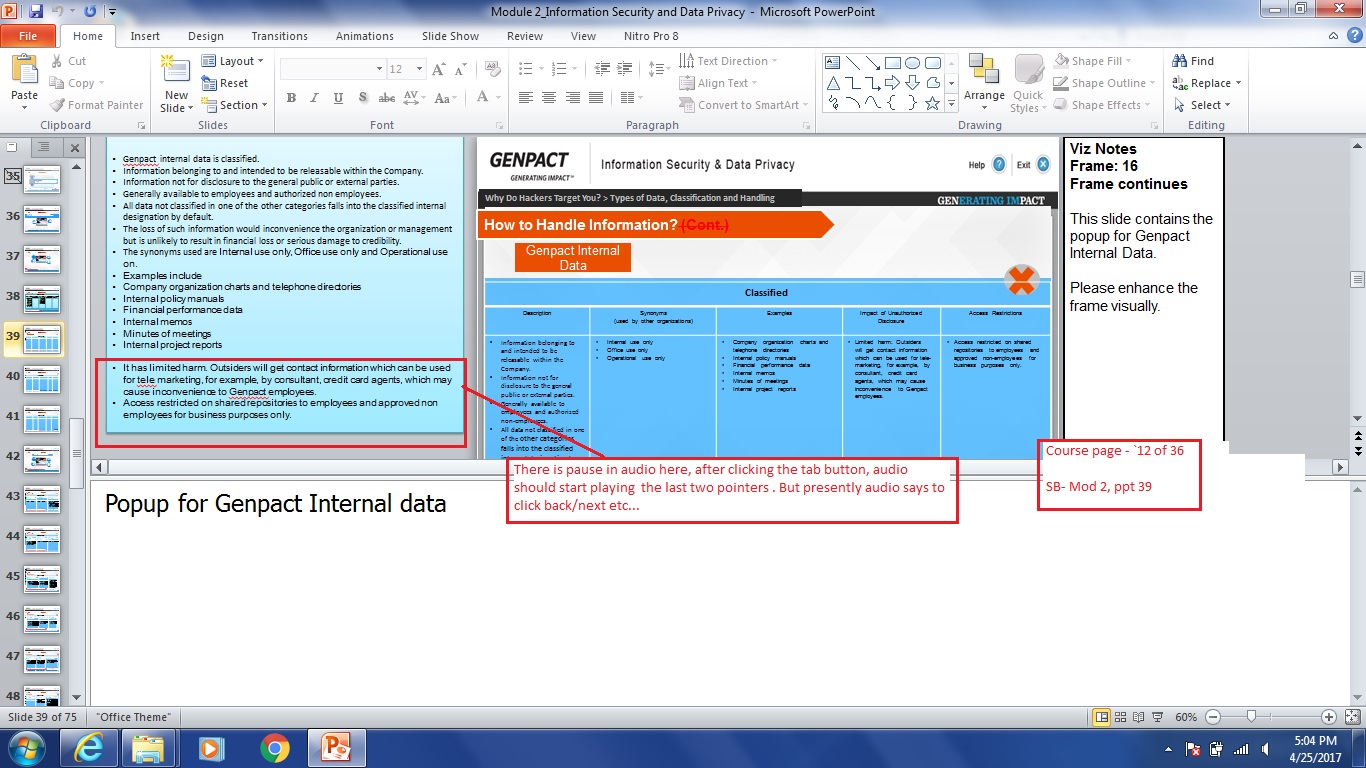 Module 2_Information Security and Data Privacy - Microsoft PowerPoint
File Home Insert Design Transitions Animations Slide Show Review View Nitro Pro 8
Paste
Cut
Copy
Format Painter
Clipboard
New
Slide
Layout
Reset
Section
Slides
12
B I U S abc AV Aa A
Font
Paragraph
Text Direction
Align Text
Convert to SmartArt
Arrange
Quick
Styles
Shape Fill
Shape Outline
Shape Effects
Drawing
Find
Replace
Select
Editing
35
36
37
38
39
40
41
42
43
44
45
46
47
48
• Genpact internal data is classified.
• Information belonging to and intended to be releasable within the Company.
• Information not for disclosure to the general public or external parties.
• Generally available to employees and authorized non employees.
• All data not classified in one of the other categories falls into the classified internal
designation by default.
• The loss of such information would inconvenience the organization or management
but is unlikely to result in financial loss or serious damage to credibility.
• The synonyms used are Internal use only, Office use only and Operational use
on.
• Examples include
• Company organization charts and telephone directories
• Internal policy manuals
• Financial performance data
• Internal memos
• Minutes of meetings
• Internal project reports
• It has limited harm. Outsiders will get contact information which can be used
for tele marketing, for example, by consultant, credit card agents, which may
cause inconvenience to Genpact employees.
• Access restricted on shared repositories to employees and approved non
employees for business purposes only.
GENPACT
GENERATING IMPACT™
Information Security & Data Privacy
Help ? Exit
Why Do Hackers Target You? > Types of Data, Classification and Handling
GENERATING IMPACT
How to Handle Information? (Cont.)
Genpact Internal
Data
Classified
Description
Synonyms
(used by other organizations)
Examples
Impact of Unauthorized
Disclosure
Access Restrictions
• Information belonging to
and intended to be
releasable within the
Company.
• Information not for
disclosure to the general
public or external parties.
• Generally available to
employees and authorized
non-employees.
• All data not classified in one
of the other categories
falls into the classified
• Internal use only
• Office use only
• Operational use only
• Company organization charts and
telephone directories
• Internal policy manuals
• Financial performance data
• Internal memos
• Minutes of meetings
• Internal project reports
• Limited harm. Outsiders
will get contact information
which can be used for tele-
marketing, for example, by
consultant, credit card
agents, which may cause
inconvenience to Genpact
employees.
• Access restricted on shared
repositories to employees and
approved non-employees for
business purposes only.
Viz Notes
Frame: 16
Frame continues
This slide contains the
popup for Genpact
Internal Data.
Please enhance the
frame visually.
There is pause in audio here, after clicking the tab button, audio
should start playing the last two pointers . But presently audio says to
click back/next etc...
Course page - `12 of 36
SB- Mod 2, ppt 39
Popup for Genpact Internal data
Slide 39 of 75 "Office Theme" 60%
5:04 PM
4/25/2017